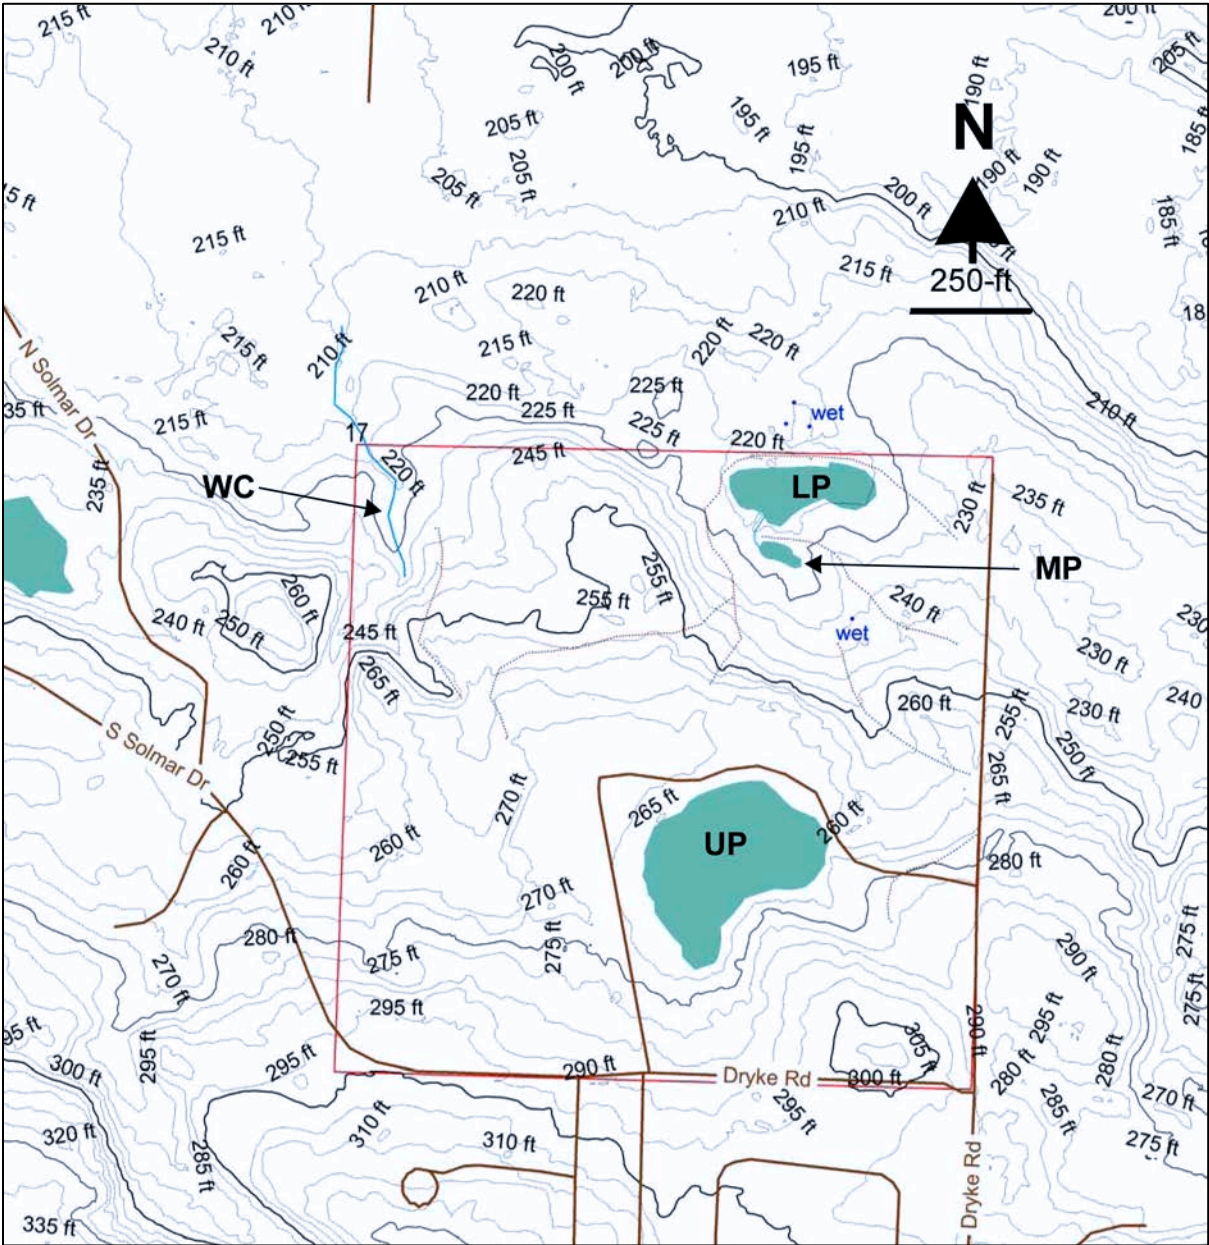 215 ft
210 ft
200 ft
210 ft
200 ft
200 ft
195 ft
190 ft
205 ft
205 ft
195 ft
195 ft
185 ft
N
205 ft
205 ft
190 ft
190 ft
15 ft
200 ft
210 ft
185 ft
215 ft
215 ft
250-ft
210 ft
220 ft
18
215 ft
210 ft
215 ft
220 ft
220 ft
N Solmar Dr
220 ft
225 ft
35 ft
225 ft
wet
210 ft
215 ft
17
225 ft
220 ft
245 ft
220 ft
235 ft
WC
LP
230 ft
235 ft
255 ft
MP
260 ft
255 ft
240 ft
240 ft
250 ft
245 ft
wet
230
230 ft
265 ft
260 ft
255 ft
230 ft
240
S Solmar Dr
250 ft
255 ft
250 ft
265 ft
270 ft
265 ft
260 ft
260 ft
UP
260 ft
280 ft
270 ft
280 ft
275 ft
275 ft
275 ft
290 ft
270 ft
295 ft
275 ft
95 ft
295 ft
305 ft
290 ft
295 ft
300 ft
295 ft
290 ft
Dryke Rd
300 ft
280 ft
280 ft
270 ft
320 ft
310 ft
310 ft
295 ft
285 ft
275 ft
285 ft
Dryke Rd
335 ft